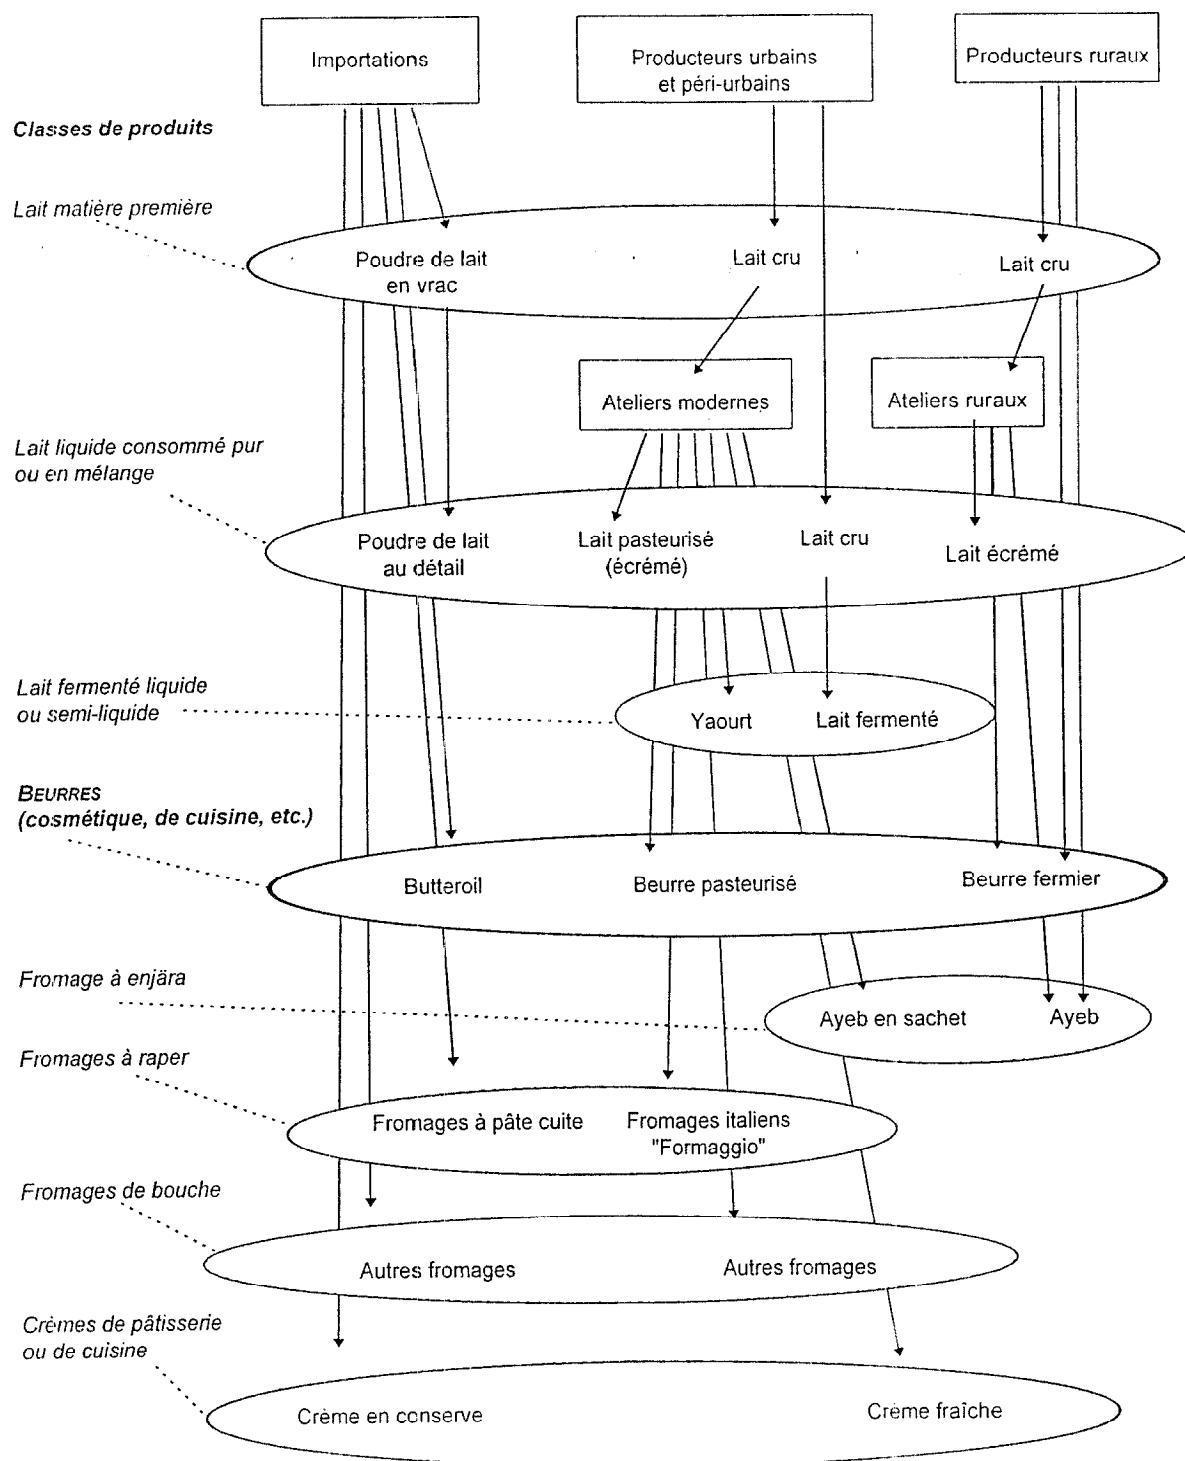 Importations
Producteurs urbains
et péri-urbains
Producteurs ruraux
Classes de produits
Lait matière première
Poudre de lait
en vrac
Lait cru
Lait cru
Ateliers modernes
Ateliers ruraux
Lait liquide consommé pur
ou en mélange
Poudre de lait
au détail
Lait pasteurisé
(écrémé)
Lait cru
Lait écrémé
Lait fermenté liquide
ou semi-liquide
Yaourt
Lait fermenté
BEURRES
(cosmétique, de cuisine, etc.)
Butteroil
Beurre pasteurisé
Beurre fermier
Fromage à enjära
Ayeb en sachet
Ayeb
Fromages à raper
Fromages à pâte cuite
Fromages italiens
"Formaggio"
Fromages de bouche
Autres fromages
Autres fromages
Crèmes de pâtisserie
ou de cuisine
Crème en conserve
Crème fraîche